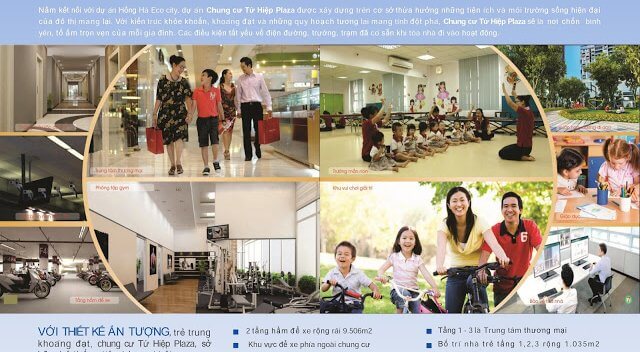 Nằm kết nối với dự án Hồng Hà Eco city, dự án Chung cư Tứ Hiệp Plaza được xây dựng trên cơ sở thừa hưởng những tiện ích và môi trường sống hiện đại
của đô thị mang lại. Với kiến trúc khỏe khoắn, khoáng đạt và những quy hoạch tương lai mang tính đột phá, Chung cư Tứ Hiệp Plaza sẽ là nơi chốn bình
yên, tổ ấm trọn vẹn của mỗi gia đình. Các điều kiện tất yếu về điện đường, trường, trạm đã có sẵn khi tòa nhà đi vào hoạt động.
Trung tâm thương mại
Trường mầm non
Phòng tập gym
Khu vui chơi giải trí
Giáo dục
Tầng hầm để xe
VỚI THIẾT KẾ ẤN TƯỢNG, trẻ trung
khoáng đạt, chung cư Tứ Hiệp Plaza, sở
2 tầng hầm để xe rộng rãi 9.506m2
Khu vực để xe phía ngoài chung cư
Tầng 1 - 3 là Trung tâm thương mại
Bố trí nhà trẻ tầng 1,2,3 rộng 1.035m2